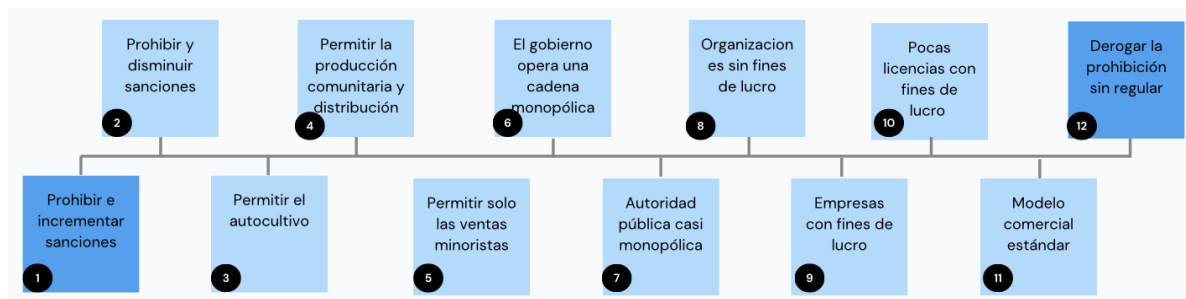 Prohibir y
disminuir
sanciones
2
Permitir la
producción
comunitaria y
distribución
4
El gobierno
opera una
cadena
monopólica
6
Organizacion
es sin fines
de lucro
8
Pocas
licencias con
fines de
lucro
10
Derogar la
prohibición
sin regular
12
Prohibir e
incrementar
sanciones
1
Permitir el
autocultivo
3
Permitir solo
las ventas
minoristas
5
Autoridad
pública casi
monopólica
7
Empresas
con fines de
lucro
9
Modelo
comercial
estándar
11